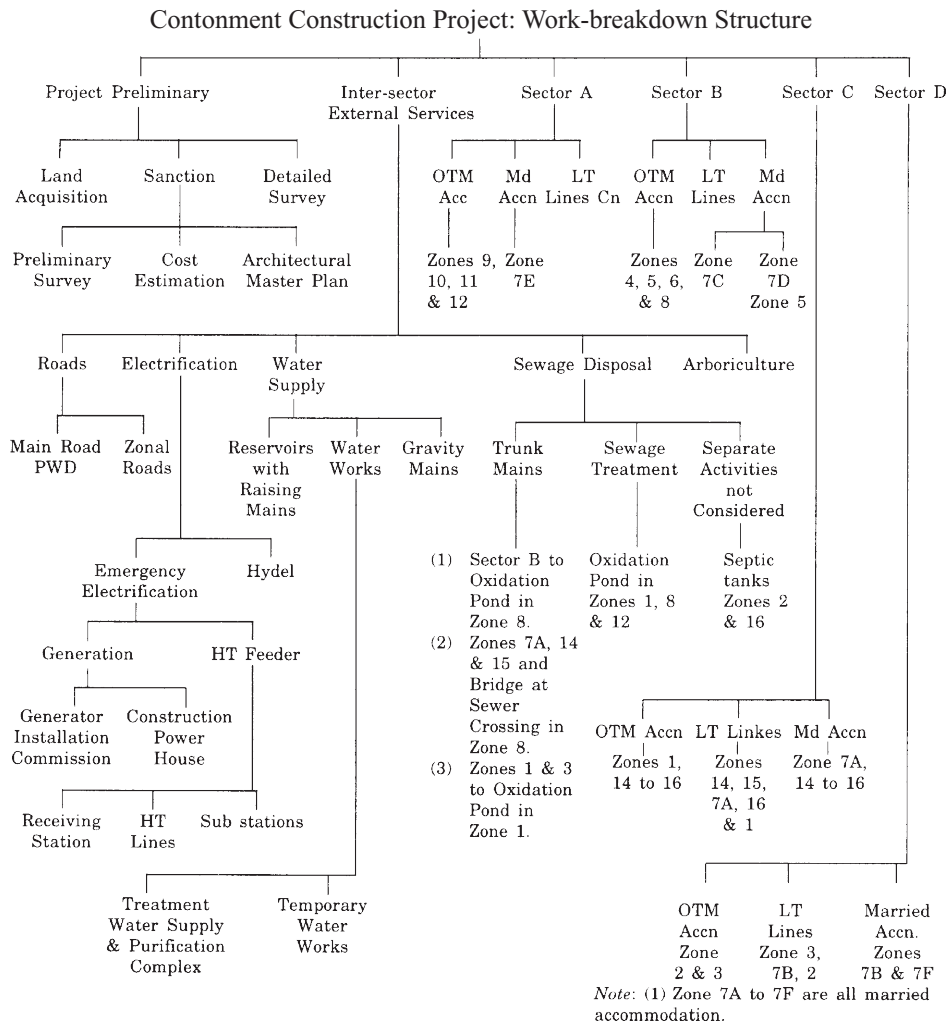 Contonment Construction Project: Work-breakdown Structure
Project Preliminary
Inter-sector
External Services
Sector A
Sector B
Sector C
Sector D
Land
Acquisition
Sanction
Detailed
Survey
OTM
Acc
Md
Accn
LT
Lines Cn
OTM
Accn
LT
Lines
Md
Accn
Preliminary
Survey
Cost
Estimation
Architectural
Master Plan
Zones 9,
10, 11
& 12
Zone
7E
Zones
4, 5, 6,
& 8
Zone
7C
Zone
7D
Zone 5
Roads
Electrification
Water
Supply
Sewage Disposal
Arboriculture
Main Road
PWD
Zonal
Roads
Reservoirs
with
Raising
Mains
Water
Works
Gravity
Mains
Trunk
Mains
Sewage
Treatment
Separate
Activities
not
Considered
Emergency
Electrification
Hydel
(1) Sector B to
Oxidation
Pond in
Zone 8.
(2) Zones 7A, 14
& 15 and
Bridge at
Sewer
Crossing in
Zone 8.
(3) Zones 1 & 3
to Oxidation
Pond in
Zone 1.
Oxidation
Pond in
Zones 1, 8
& 12
Septic
tanks
Zones 2
& 16
Generation
HT Feeder
Generator
Installation
Commission
Construction
Power
House
OTM Accn
LT Linkes
Md Accn
Zones 1,
14 to 16
Zones
14, 15,
7A, 16
& 1
Zone 7A,
14 to 16
Receiving
Station
HT
Lines
Sub stations
Treatment
Water Supply
& Purification
Complex
Temporary
Water
Works
OTM
Accn
Zone
2 & 3
LT
Lines
Zone 3,
7B, 2
Married
Accn.
Zones
7B & 7F
Note: (1) Zone 7A to 7F are all married
accommodation.